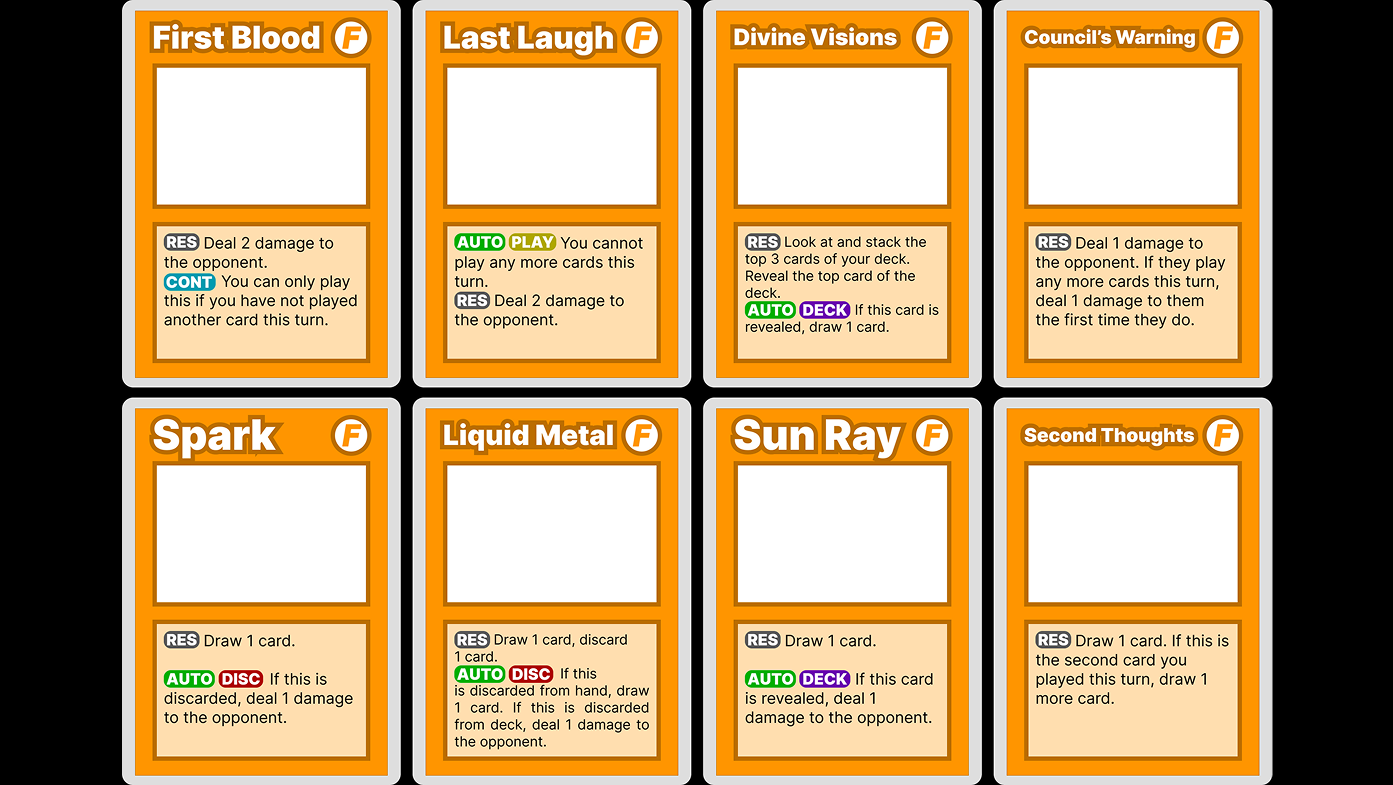 First Blood F
RES Deal 2 damage to
the opponent.
CONT You can only play
this if you have not played
another card this turn.
Last Laugh F
AUTO PLAY You cannot
play any more cards this
turn.
RES Deal 2 damage to
the opponent.
Divine Visions F
RES Look at and stack the
top 3 cards of your deck.
Reveal the top card of the
deck.
AUTO DECK If this card is
revealed, draw 1 card.
Council's Warning F
RES Deal 1 damage to
the opponent. If they play
any more cards this turn,
deal 1 damage to them
the first time they do.
Spark F
RES Draw 1 card.
AUTO DISC If this is
discarded, deal 1 damage
to the opponent.
Liquid Metal F
RES Draw 1 card, discard
1 card.
AUTO DISC If this
is discarded from hand, draw
1 card. If this is discarded
from deck, deal 1 damage to
the opponent.
Sun Ray F
RES Draw 1 card.
AUTO DECK If this card
is revealed, deal 1
damage to the opponent.
Second Thoughts F
RES Draw 1 card. If this is
the second card you
played this turn, draw 1
more card.